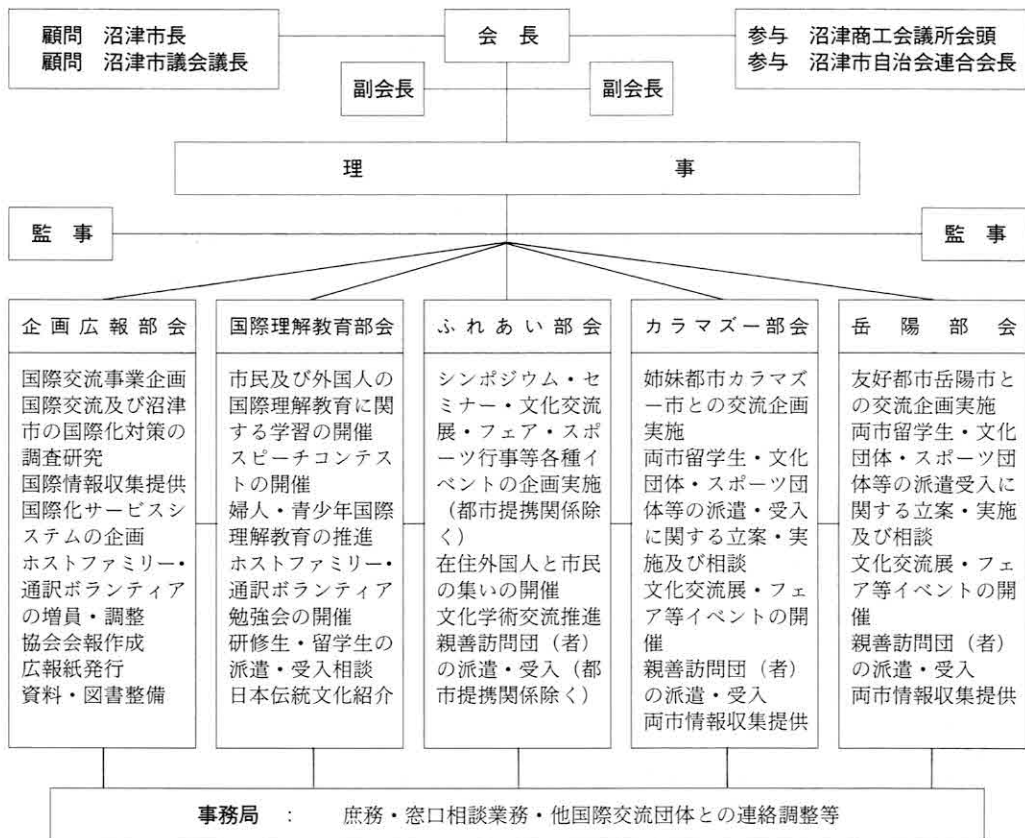 顧問　沼津市長
顧問　沼津市議会議長
会長
参与　沼津商工会議所会頭
参与　沼津市自治会連合会長
副会長
副会長
理事
監事
監事
企画広報部会
国際交流事業企画
国際交流及び沼津
市の国際化対策の
調査研究
国際情報収集提供
国際化サービスシ
ステムの企画
ホストファミリー・
通訳ボランティア
の増員・調整
協会会報作成
広報紙発行
資料・図書整備
国際理解教育部会
市民及び外国人の
国際理解教育に関
する学習の開催
スピーチコンテス
トの開催
婦人・青少年国際
理解教育の推進
ホストファミリー・
通訳ボランティア
勉強会の開催
研修生・留学生の
派遣・受入相談
日本伝統文化紹介
ふれあい部会
シンポジウム・セ
ミナー・文化交流
展・フェア・スポ
ーツ行事等各種イ
ベントの企画実施
（都市提携関係除
く）
在住外国人と市民
の集いの開催
文化学術交流推進
親善訪問団（者）
の派遣・受入（都
市提携関係除く）
カラマズー部会
姉妹都市カラマズ
ー市との交流企画
実施
両市留学生・文化
団体・スポーツ団
体等の派遣・受入
に関する立案・実
施及び相談
文化交流展・フェ
ア等イベントの開
催
親善訪問団（者）
の派遣・受入
両市情報収集提供
岳陽部会
友好都市岳陽市と
の交流企画実施
両市留学生・文化
団体・スポーツ団
体等の派遣受入に
関する立案・実施
及び相談
文化交流展・フェ
ア等イベントの開
催
親善訪問団（者）
の派遣・受入
両市情報収集提供
事務局　：　庶務・窓口相談業務・他国際交流団体との連絡調整等